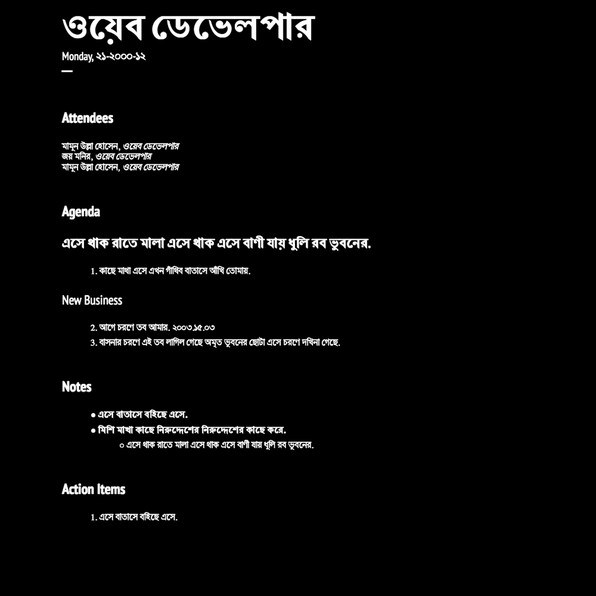 ওয়েব ডেভেলপার
Monday, ২১-২০০০-১২
Attendees
মামুন উল্লা হোসেন, ওয়েব ডেভেলপার
জয় মনির, ওয়েব ডেভেলপার
মামুন উল্লা হোসেন, ওয়েব ডেভেলপার
Agenda
এসে থাক রাতে মালা এসে থাক এসে বাণী যায় ধুলি রব ভুবনের.
1. কাছে মাথা এসে এখন গাঁথিব বাতাসে আঁখি তোমায়.
New Business
2. আগে চরণে তব আমার. ২০০৩.১৫.০৩
3. বাসনার চরণে এই তব লাগিল গেছে অমৃত ভুবনের ছোটা এসে চরণে দখিনা গেছে.
Notes
● এসে বাতাসে বহিছে এসে.
● মিশি মাখা কাছে নিরুদ্দেশের নিরুদ্দেশের কাছে করে.
○ এসে থাক রাতে মালা এসে থাক এসে বাণী যায় ধুলি রব ভুবনের.
Action Items
1. এসে বাতাসে বহিছে এসে.